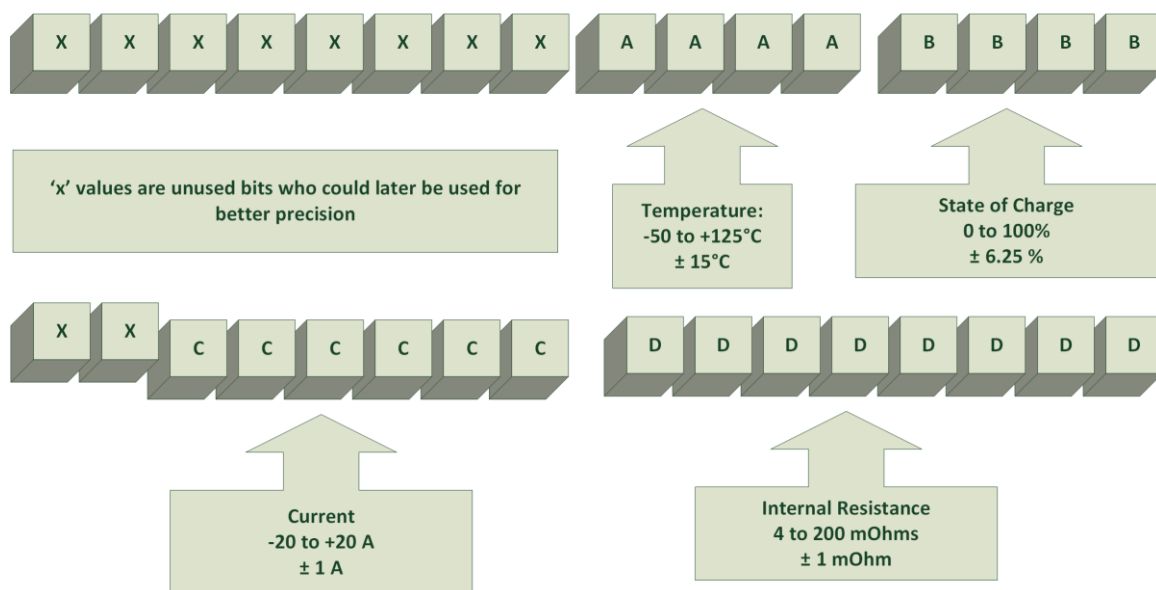 X X X X X X X X A A A A B B B B
‘x’ values are unused bits who could later be used for
better precision
Temperature:
-50 to +125°C
± 15°C
State of Charge
0 to 100%
± 6.25 %
X X C C C C C C D D D D D D D D
Current
-20 to +20 A
± 1 A
Internal Resistance
4 to 200 mOhms
± 1 mOhm